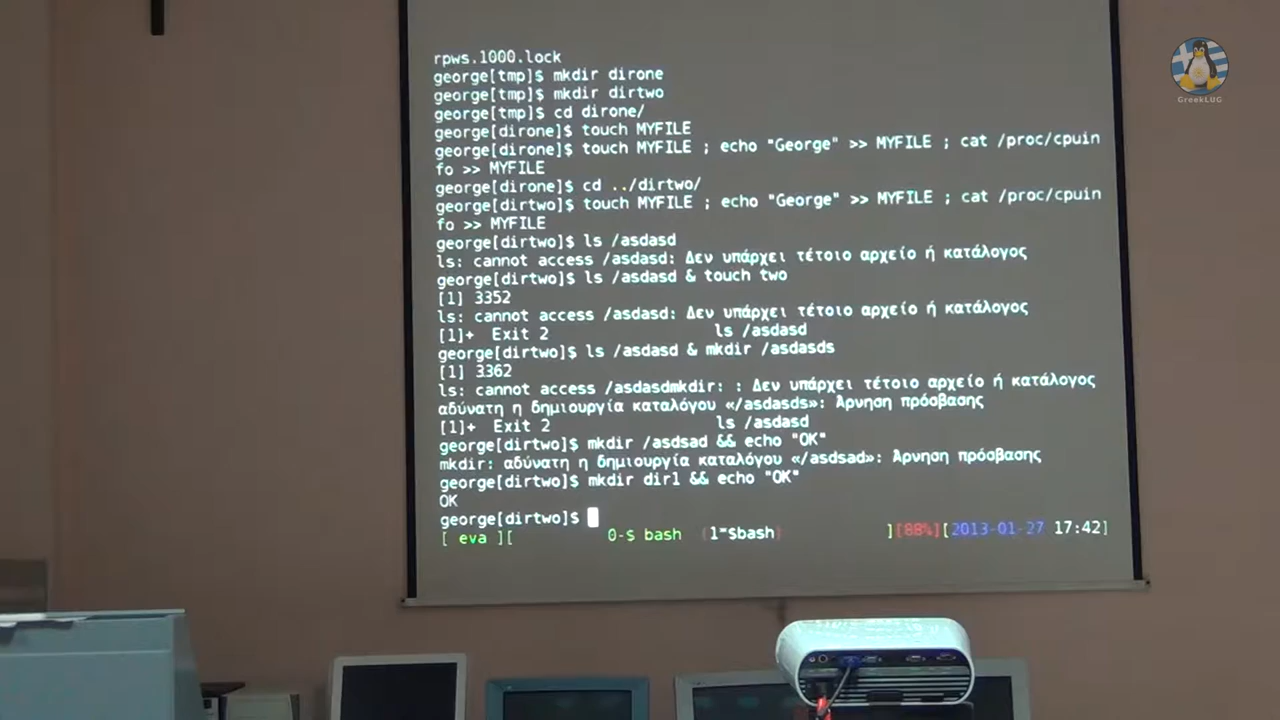 rpws.1000.lock
george[tmp]$ mkdir dirone
george[tmp]$ mkdir dirtwo
george[tmp]$ cd dirone/
george[dirone]$ touch MYFILE
george[dirone]$ touch MYFILE ; echo "George" >> MYFILE ; cat /proc/cpuin
fo >> MYFILE
george[dirone]$ cd ../dirtwo/
george[dirtwo]$ touch MYFILE ; echo "George" >> MYFILE ; cat /proc/cpuin
fo >> MYFILE
george[dirtwo]$ ls /asdasd
ls: cannot access /asdasd: Δεν υπάρχει τέτοιο αρχείο ή κατάλογος
george[dirtwo]$ ls /asdasd & touch two
[1] 3352
ls: cannot access /asdasd: Δεν υπάρχει τέτοιο αρχείο ή κατάλογος
[1]+  Exit 2                  ls /asdasd
george[dirtwo]$ ls /asdasd & mkdir /asdasds
[1] 3362
ls: cannot access /asdasdmkdir: : Δεν υπάρχει τέτοιο αρχείο ή κατάλογος
αδύνατη η δημιουργία καταλόγου «/asdasds»: Άρνηση πρόσβασης
[1]+  Exit 2                  ls /asdasd
george[dirtwo]$ mkdir /asdsad && echo "OK"
mkdir: αδύνατη η δημιουργία καταλόγου «/asdsad»: Άρνηση πρόσβασης
george[dirtwo]$ mkdir dir1 && echo "OK"
OK
george[dirtwo]$
[ eva ][ 0-$ bash (1*$bash) ][88%][2013-01-27 17:42]
GreekLUG